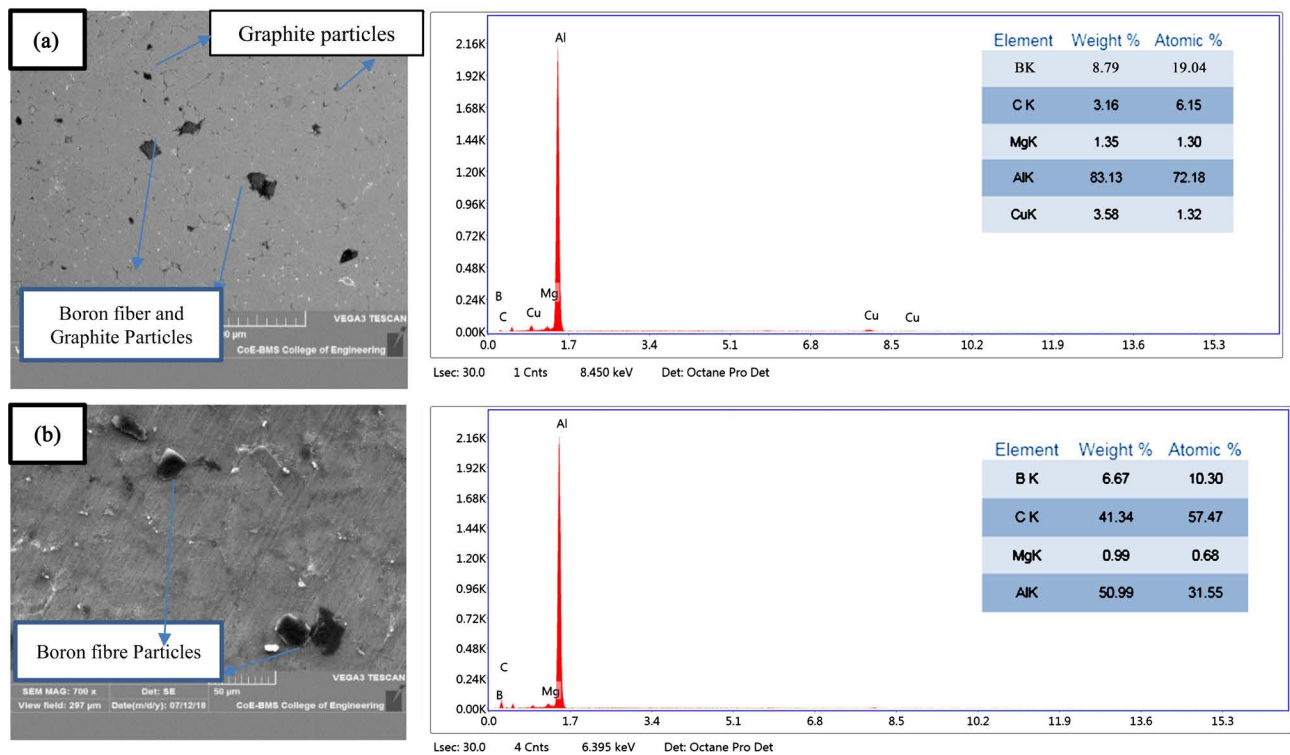 (a)
Graphite particles
Boron fiber and
Graphite Particles
VEGA3 TESCAN
CoE-BMS College of Engineering
2.16K
1.92K
1.68K
1.44K
1.20K
0.96K
0.72K
0.48K
0.24K
0.00K
Al
B
C
Cu
Mg
Cu
Cu
0.0 1.7 3.4 5.1 6.8 8.5 10.2 11.9 13.6 15.3
Lsec: 30.0 1 Cnts 8.450 keV Det: Octane Pro Det
Element Weight % Atomic %
BK 8.79 19.04
C K 3.16 6.15
MgK 1.35 1.30
AlK 83.13 72.18
CuK 3.58 1.32
(b)
Boron fibre Particles
SEM MAG: 700 x Det: SE 50 µm VEGA3 TESCAN
View field: 297 µm Date(m/d/y): 07/12/18 CoE-BMS College of Engineering
2.16K
1.92K
1.68K
1.44K
1.20K
0.96K
0.72K
0.48K
0.24K
0.00K
Al
C
B
Mg
0.0 1.7 3.4 5.1 6.8 8.5 10.2 11.9 13.6 15.3
Lsec: 30.0 4 Cnts 6.395 keV Det: Octane Pro Det
Element Weight % Atomic %
B K 6.67 10.30
C K 41.34 57.47
MgK 0.99 0.68
AlK 50.99 31.55